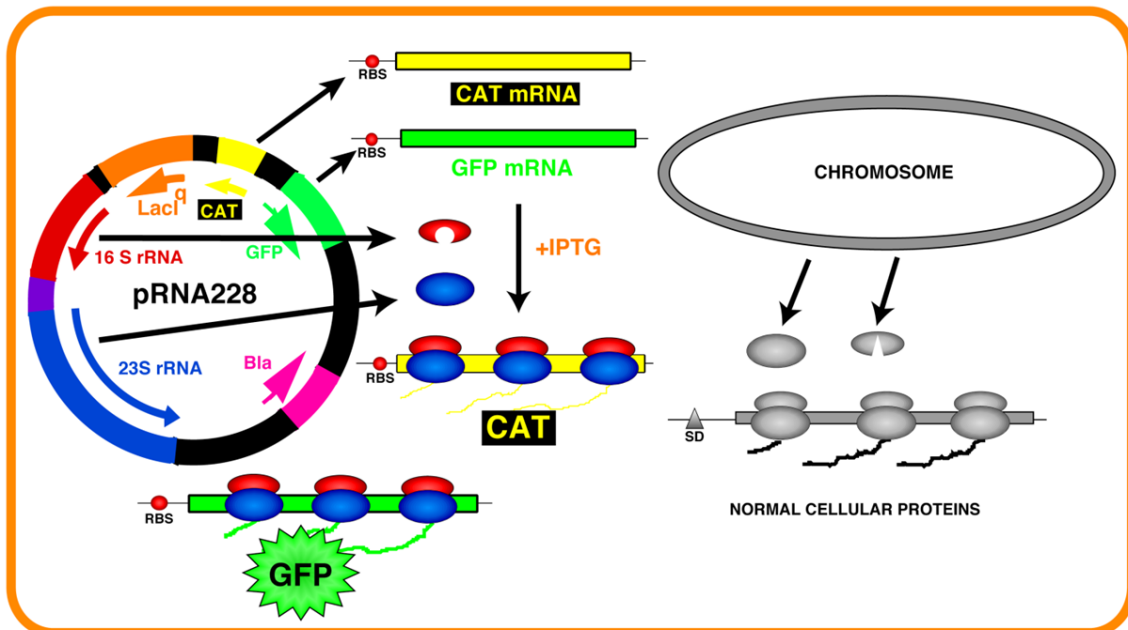 RBS
CAT mRNA
RBS
GFP mRNA
LacI q
CAT
GFP
16 S rRNA
pRNA228
23S rRNA
Bla
+IPTG
RBS
CAT
RBS
GFP
CHROMOSOME
SD
NORMAL CELLULAR PROTEINS